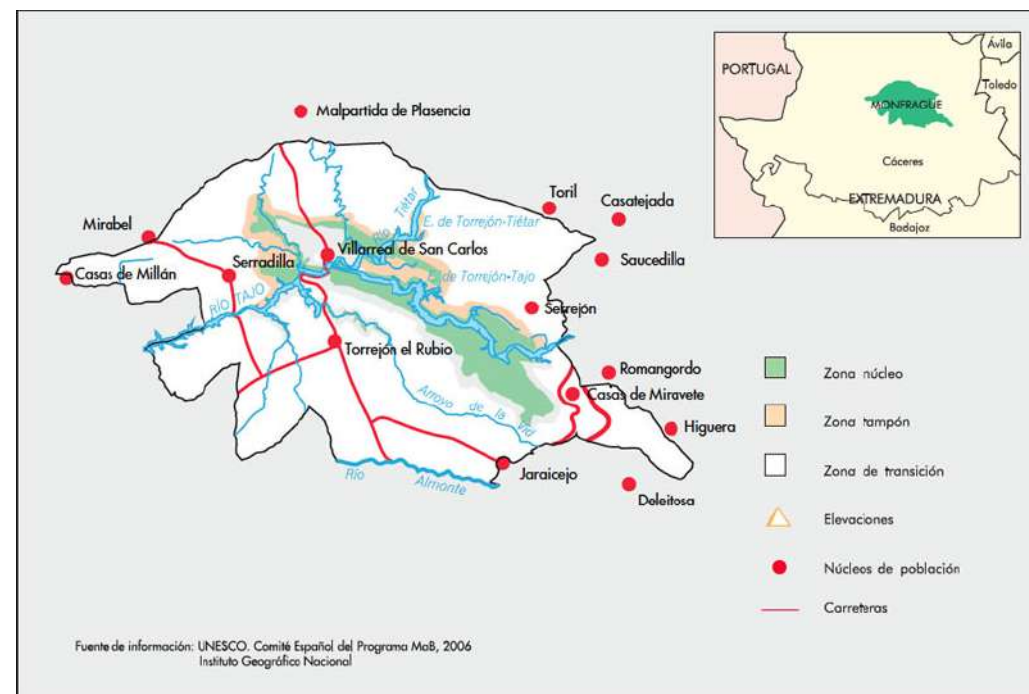 PORTUGAL
Ávila
Toledo
MONFRAGÜE
Cáceres
EXTREMADURA
Badajoz
Malpartida de Plasencia
Toril
Casatejada
Mirabel
Río
Tiétar
E. de Torrejón-Tiétar
Villarreal de San Carlos
Saucedilla
Casas de Millán
Serradilla
E. de Torrejón-Tajo
RÍO TAJO
Serrejón
Torrejón el Rubio
Romangordo
Casas de Miravete
Arroyo de la Vid
Higuera
Jaraicejo
Río Almonte
Deleitosa
Zona núcleo
Zona tampón
Zona de transición
Elevaciones
Núcleos de población
Carreteras
Fuente de información: UNESCO. Comité Español del Programa MaB, 2006
Instituto Geográfico Nacional